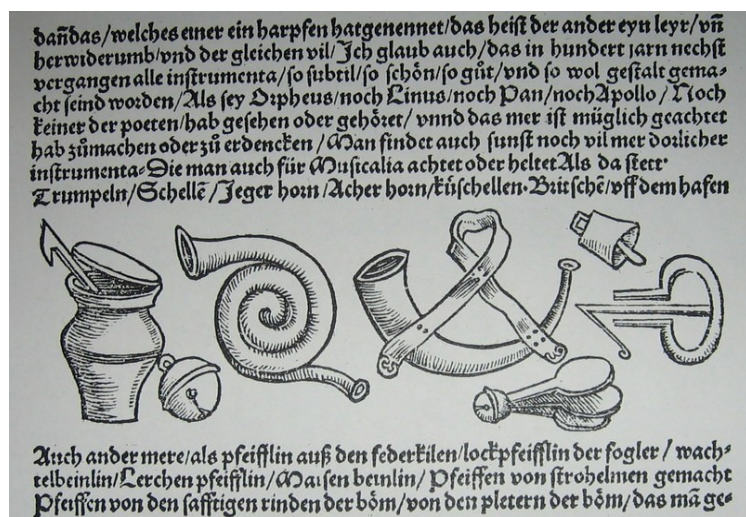 dañdas/welches einer ein harpfen hat genennet/das heist der ander eyn leyr/vñ
herwiderumb/vnd der gleichen vil/Jch glaub auch/das in hundert jarn nechst
vergangen alle instrumenta/so subtil/so schön/so gůt/vnd so wol gestalt gema⸗
cht seind worden/Als sey Orpheus/noch Linus/noch Pan/noch Apollo/Noch
keiner der poeten/hab gesehen oder gehöret/vnnd das mer ist müglich geachtet
hab zůmachen oder zů erdencken/Man findet auch sunst noch vil mer dorlicher
instrumenta⸗Die man auch für Musicalia achtet oder heltet Als da seer⸗
Trumpeln/Schellẽ/Jeger horn/Acher horn/kůschellen⸗Britschẽ/vff dem hafen
Auch ander mere/als pfeifflin auß den federkilen/lockpfeifflin der fogler/wach⸗
telbeinlin/Lerchen pfeifflin/Maisen beinlin/Pfeiffen von strohelmen gemacht
Pfeiffen von den safftigen rinden der böm/von den pletern der böm/das mã ge⸗